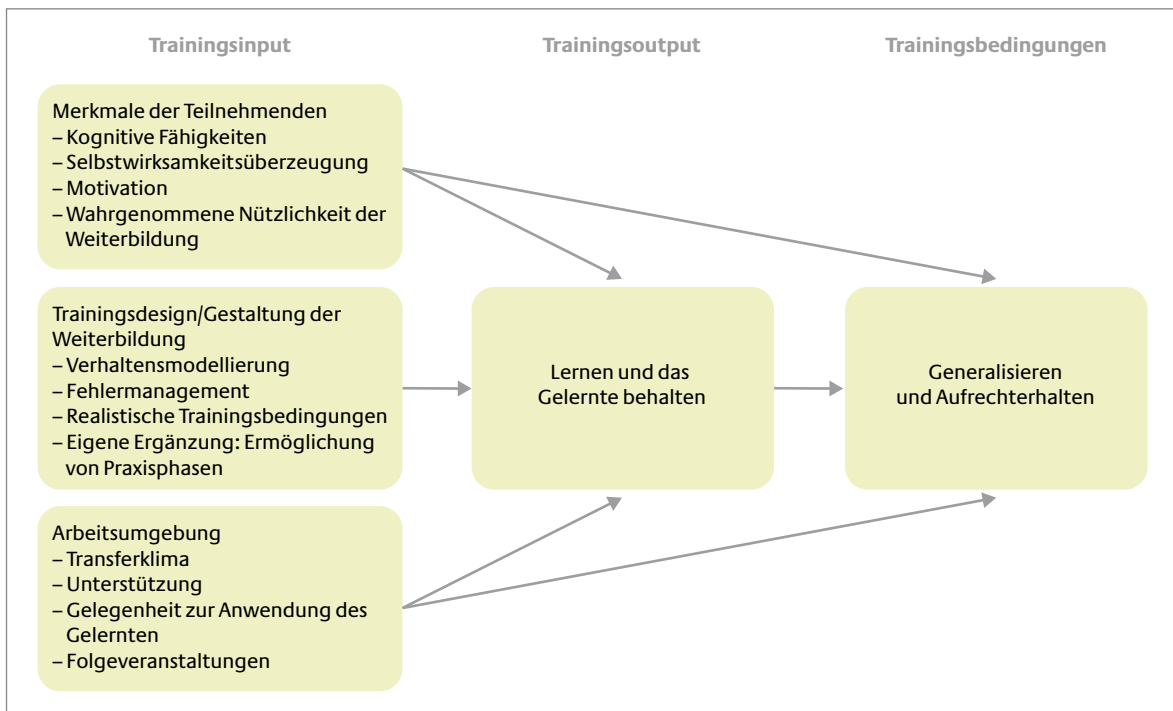 Trainingsinput
Trainingsoutput
Trainingsbedingungen
Merkmale der Teilnehmenden
– Kognitive Fähigkeiten
– Selbstwirksamkeitsüberzeugung
– Motivation
– Wahrgenommene Nützlichkeit der
Weiterbildung
Trainingsdesign/Gestaltung der
Weiterbildung
– Verhaltensmodellierung
– Fehlermanagement
– Realistische Trainingsbedingungen
– Eigene Ergänzung: Ermöglichung
von Praxisphasen
Arbeitsumgebung
– Transferklima
– Unterstützung
– Gelegenheit zur Anwendung des
Gelernten
– Folgeveranstaltungen
Lernen und das
Gelernte behalten
Generalisieren
und Aufrechterhalten